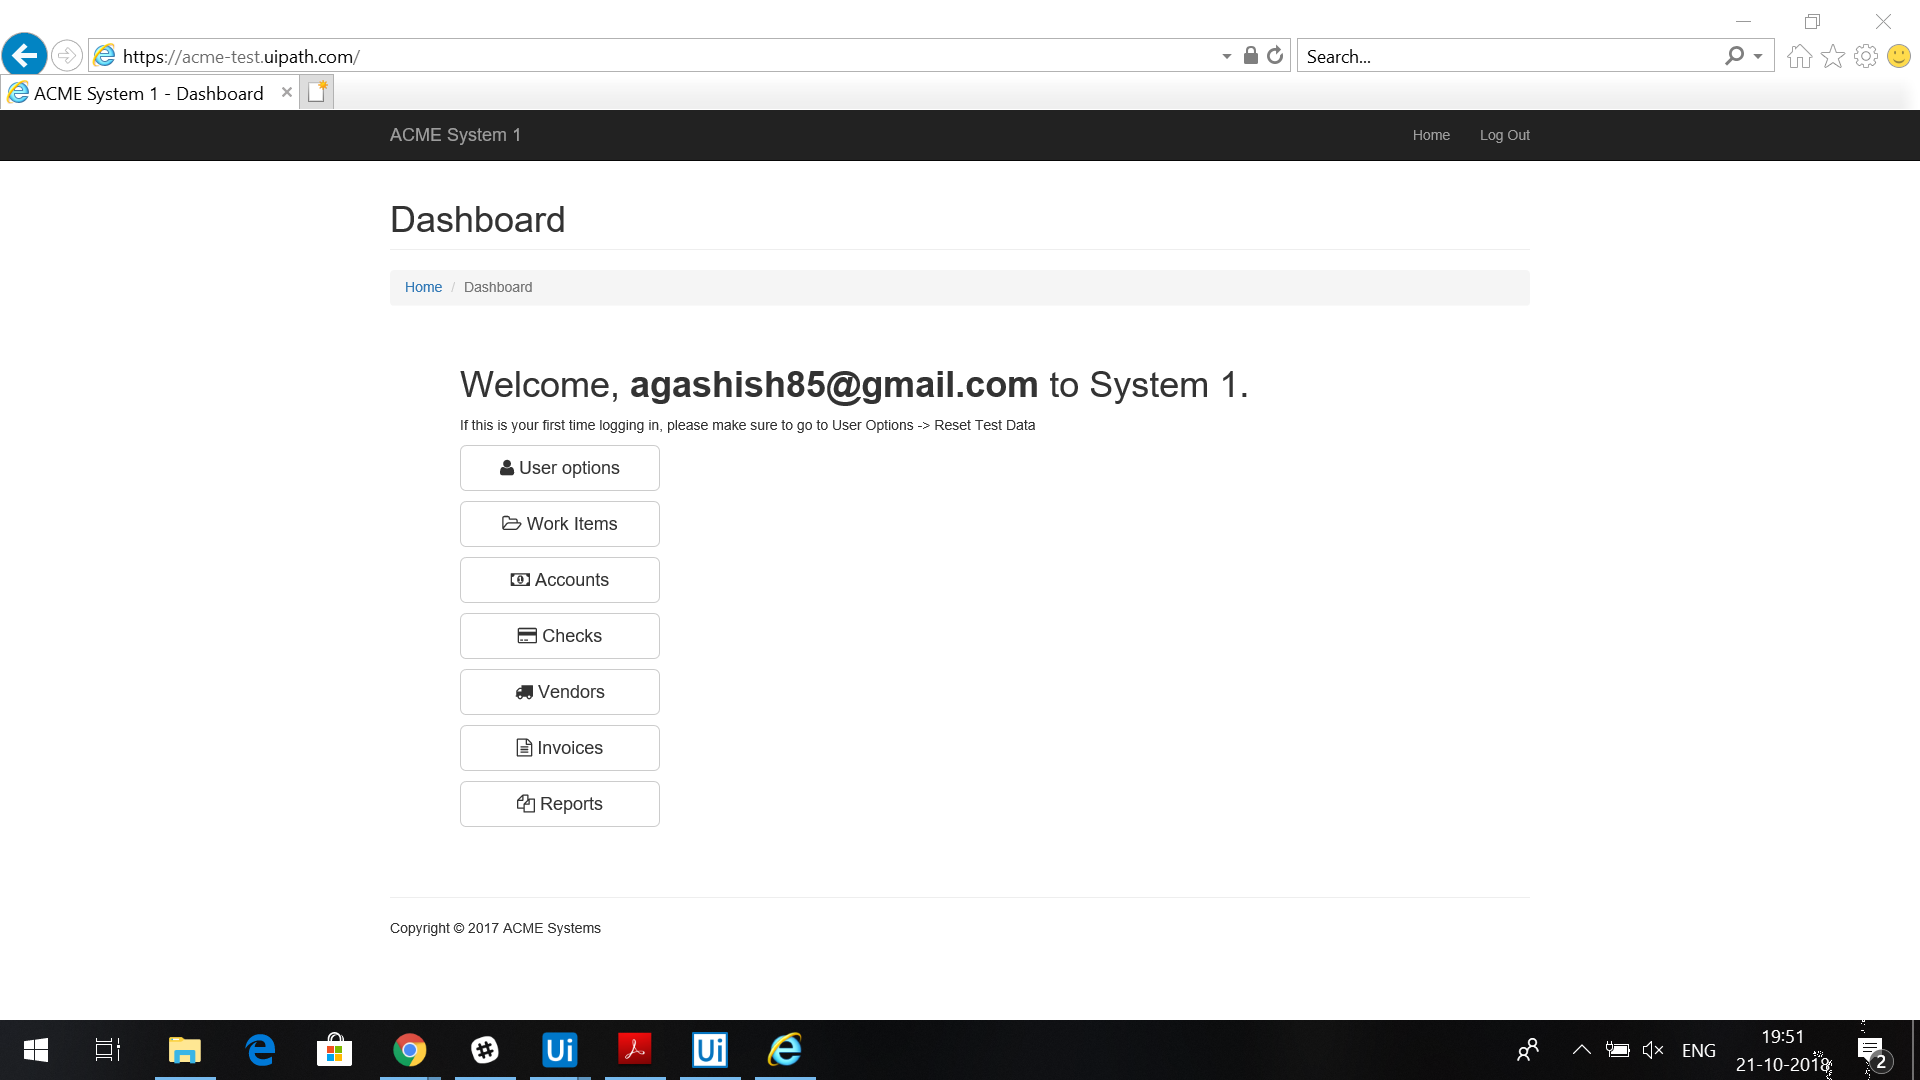 https://acme-test.uipath.com/
Search...
ACME System 1 - Dashboard
ACME System 1
Home
Log Out
Dashboard
Home / Dashboard
Welcome, agashish85@gmail.com to System 1.
If this is your first time logging in, please make sure to go to User Options -> Reset Test Data
User options
Work Items
Accounts
Checks
Vendors
Invoices
Reports
Copyright © 2017 ACME Systems
Ui
Ui
ENG
19:51
21-10-2018
2